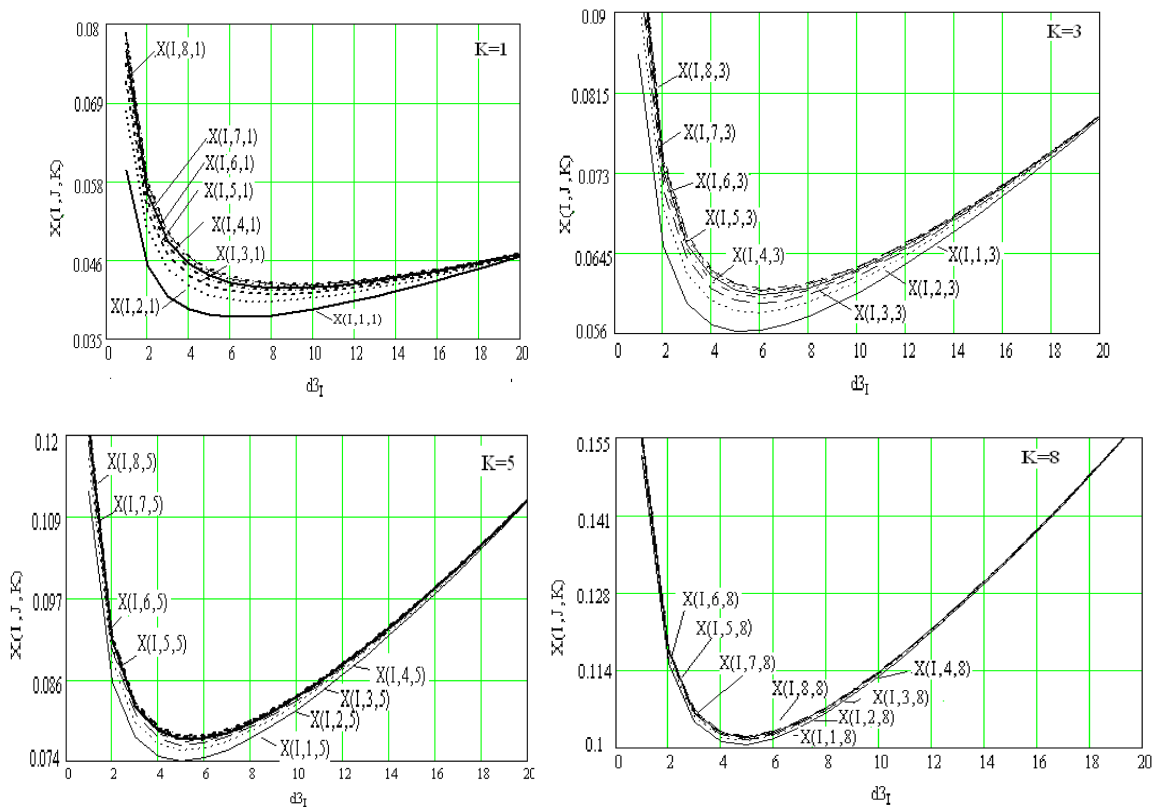 0.08
0.069
0.058
0.046
0.035
X(I,J,K)
K=1
X(I,8,1)
X(I,7,1)
X(I,6,1)
X(I,5,1)
X(I,4,1)
X(I,3,1)
X(I,2,1)
X(I,1,1)
0 2 4 6 8 10 12 14 16 18 20
d3I
0.09
0.0815
0.073
0.0645
0.056
X(I,J,K)
K=3
X(I,8,3)
X(I,7,3)
X(I,6,3)
X(I,5,3)
X(I,4,3)
X(I,1,3)
X(I,2,3)
X(I,3,3)
0 2 4 6 8 10 12 14 16 18 20
d3I
0.12
0.109
0.097
0.086
0.074
X(I,J,K)
K=5
X(I,8,5)
X(I,7,5)
X(I,6,5)
X(I,5,5)
X(I,4,5)
X(I,3,5)
X(I,2,5)
X(I,1,5)
0 2 4 6 8 10 12 14 16 18 20
d3I
0.155
0.141
0.128
0.114
0.1
X(I,J,K)
K=8
X(I,6,8)
X(I,5,8)
X(I,7,8)
X(I,8,8)
X(I,4,8)
X(I,3,8)
X(I,2,8)
X(I,1,8)
0 2 4 6 8 10 12 14 16 18 20
d3I